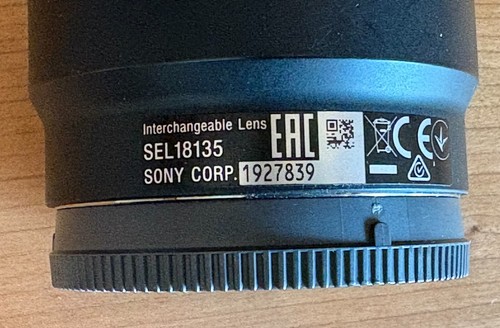 Interchangeable Lens
SEL18135
SONY CORP. 1927839
EAC
CE